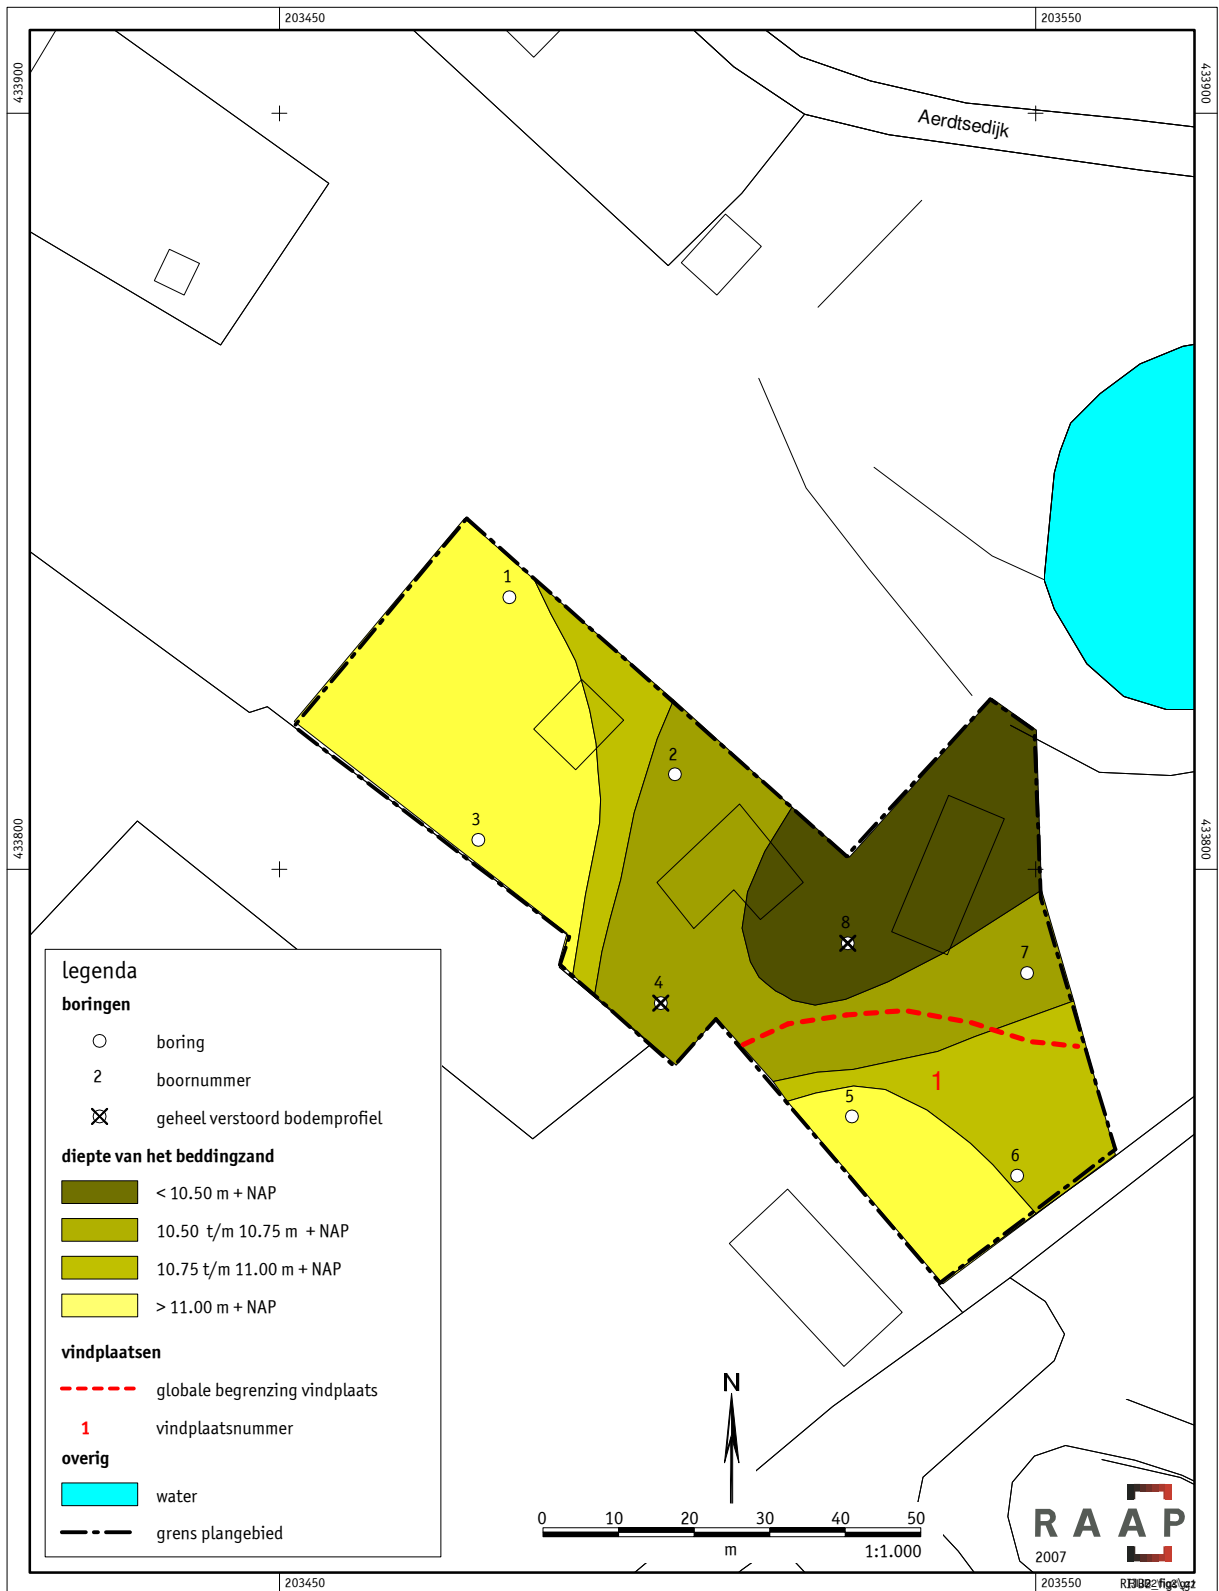 203450
203550
433900
433900
Aerdtsedijk
1
2
3
433800
433800
8
7
4
1
5
6
legenda
boringen
boring
2 boornummer
geheel verstoord bodemprofiel
diepte van het beddingzand
< 10.50 m + NAP
10.50 t/m 10.75 m + NAP
10.75 t/m 11.00 m + NAP
> 11.00 m + NAP
vindplaatsen
globale begrenzing vindplaats
1 vindplaatsnummer
overig
water
grens plangebied
N
0 10 20 30 40 50
m 1:1.000
RAAP
2007
203450
203550